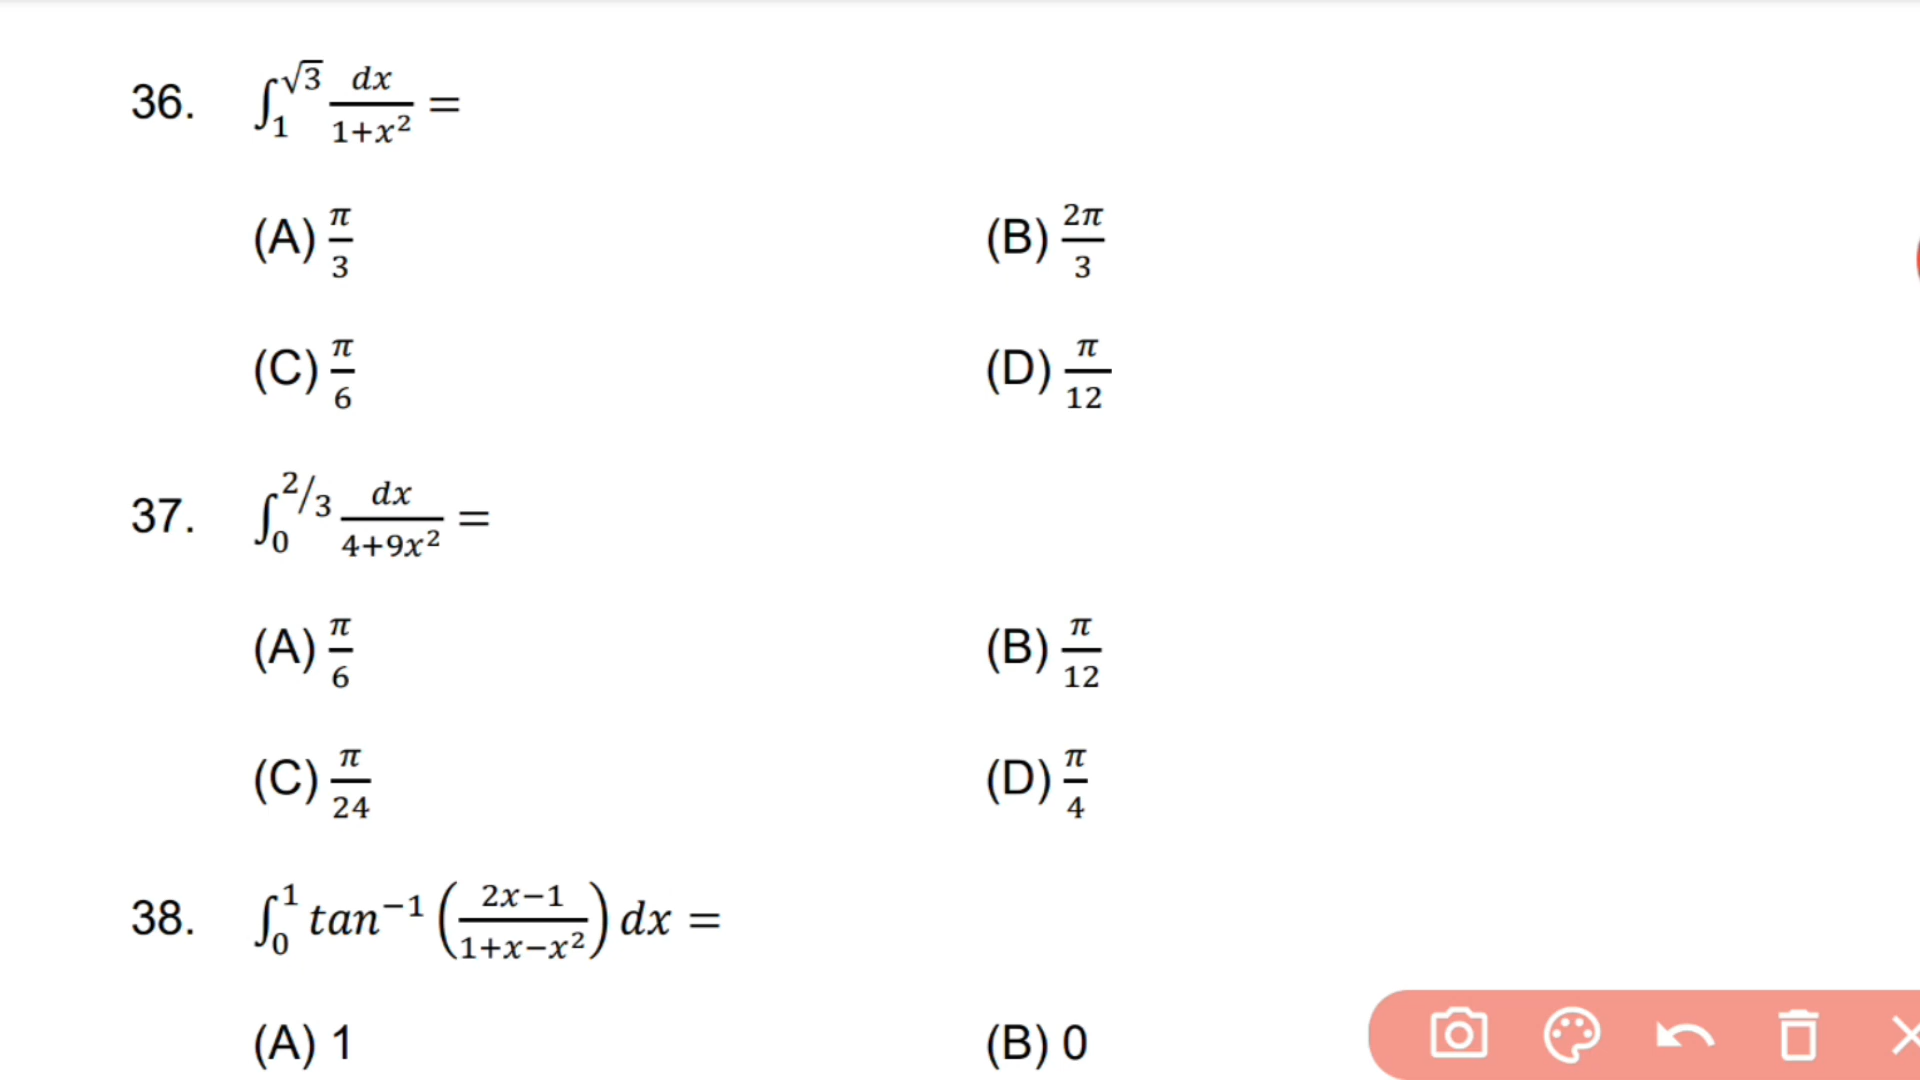 36. ∫₁^√3 dx/(1+x²) =
(A) π/3 (B) 2π/3
(C) π/6 (D) π/12
37. ∫₀^2/3 dx/(4+9x²) =
(A) π/6 (B) π/12
(C) π/24 (D) π/4
38. ∫₀¹ tan⁻¹ ((2x−1)/(1+x−x²)) dx =
(A) 1 (B) 0